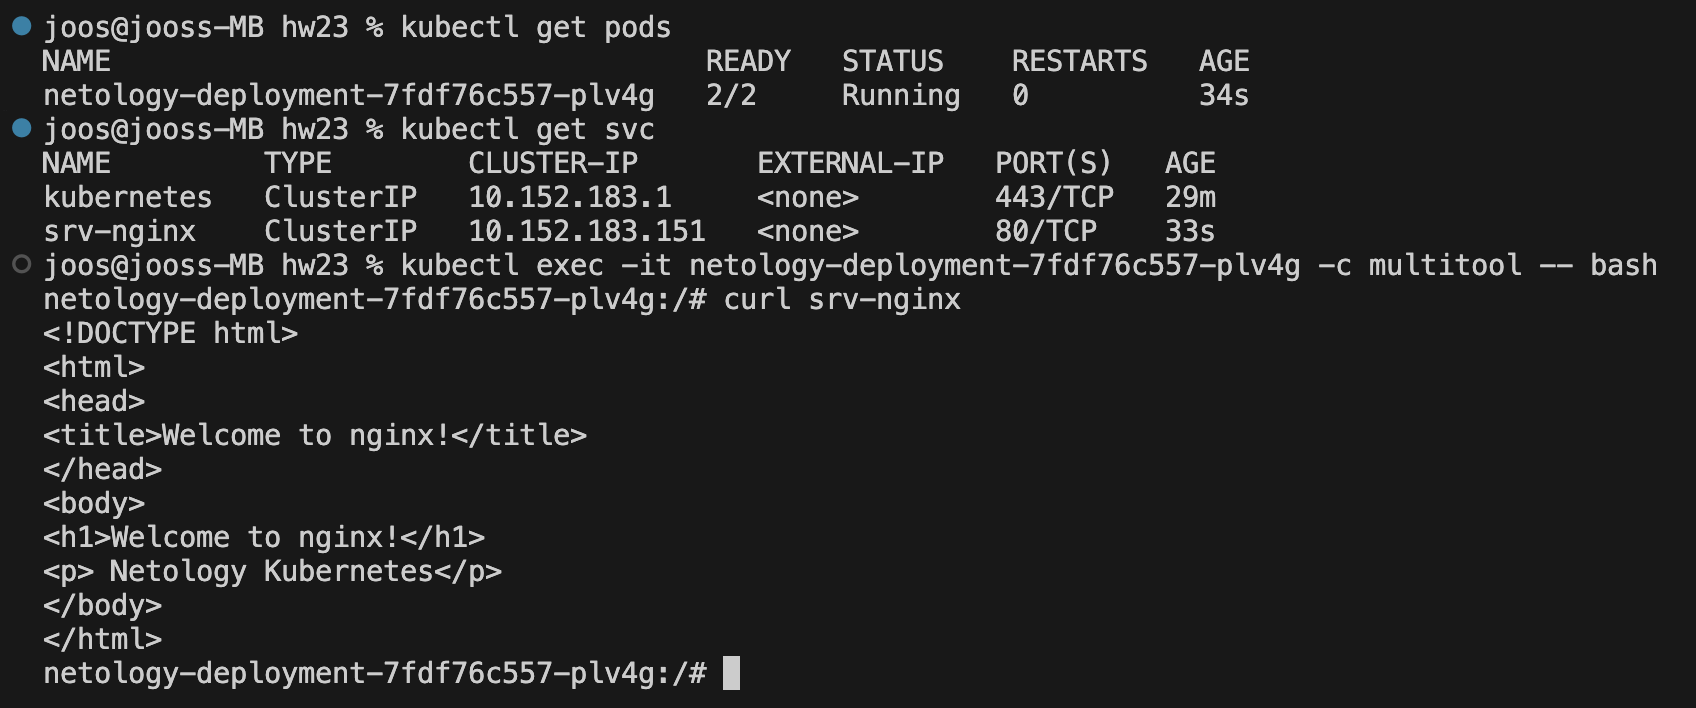 joos@jooss-MB hw23 % kubectl get pods
NAME                                   READY   STATUS    RESTARTS   AGE
netology-deployment-7fdf76c557-plv4g   2/2     Running   0          34s
joos@jooss-MB hw23 % kubectl get svc
NAME         TYPE        CLUSTER-IP       EXTERNAL-IP   PORT(S)   AGE
kubernetes   ClusterIP   10.152.183.1     <none>        443/TCP   29m
srv-nginx    ClusterIP   10.152.183.151   <none>        80/TCP    33s
joos@jooss-MB hw23 % kubectl exec -it netology-deployment-7fdf76c557-plv4g -c multitool -- bash
netology-deployment-7fdf76c557-plv4g:/# curl srv-nginx
<!DOCTYPE html>
<html>
<head>
<title>Welcome to nginx!</title>
</head>
<body>
<h1>Welcome to nginx!</h1>
<p> Netology Kubernetes</p>
</body>
</html>
netology-deployment-7fdf76c557-plv4g:/#